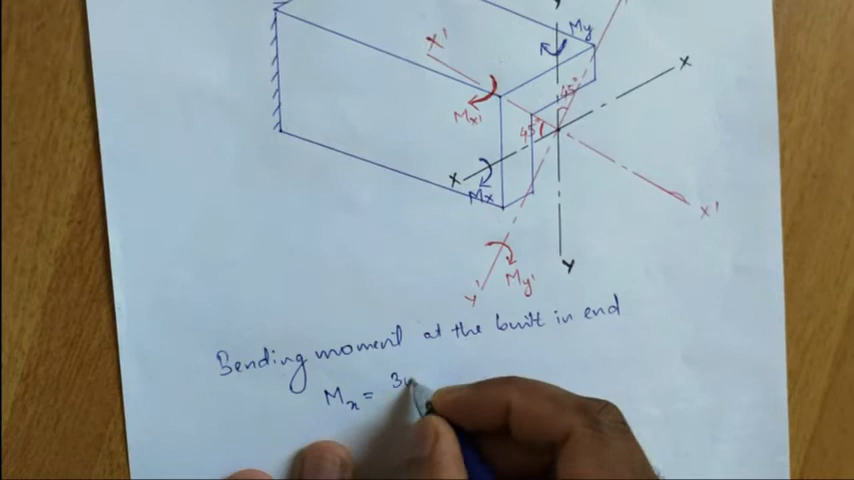 My
X'
X
45°
Mx'
45°
X
Mx
X'
Y
My'
Y'
Bending moment at the built in end
Mx = 3